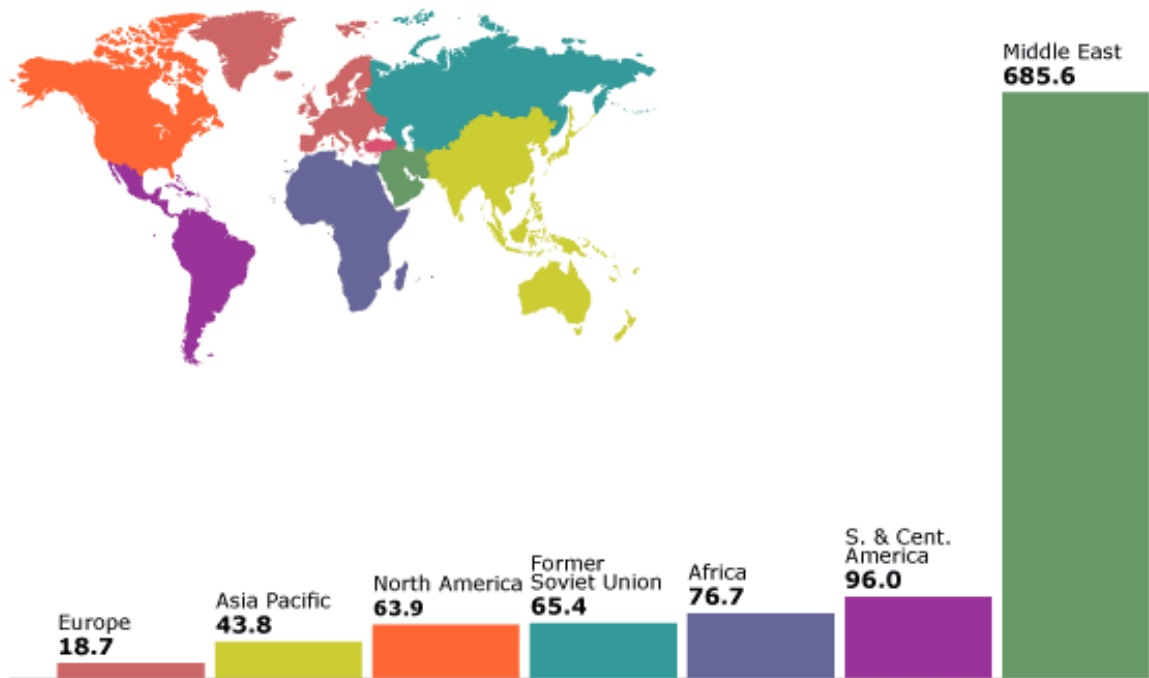 Middle East
685.6
S. & Cent.
America
96.0
Former
Soviet Union
65.4
Africa
76.7
North America
63.9
Asia Pacific
43.8
Europe
18.7